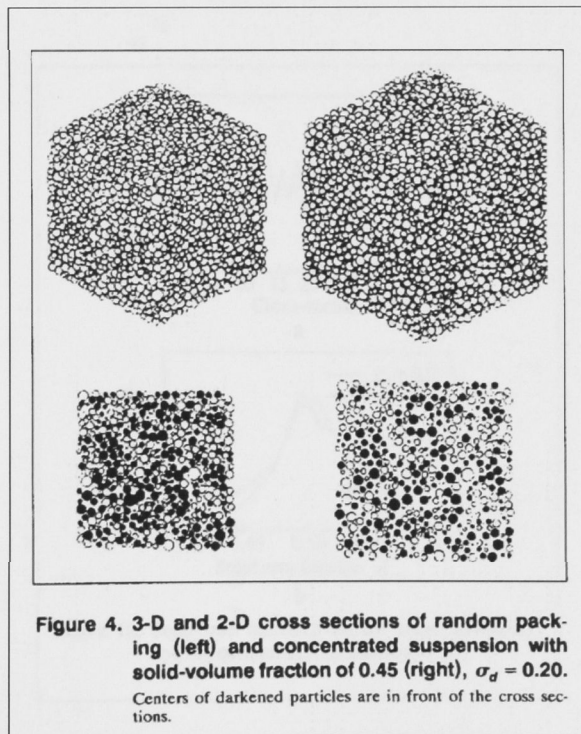 Figure 4. 3-D and 2-D cross sections of random pack-
ing (left) and concentrated suspension with
solid-volume fraction of 0.45 (right), σd = 0.20.
Centers of darkened particles are in front of the cross sec-
tions.